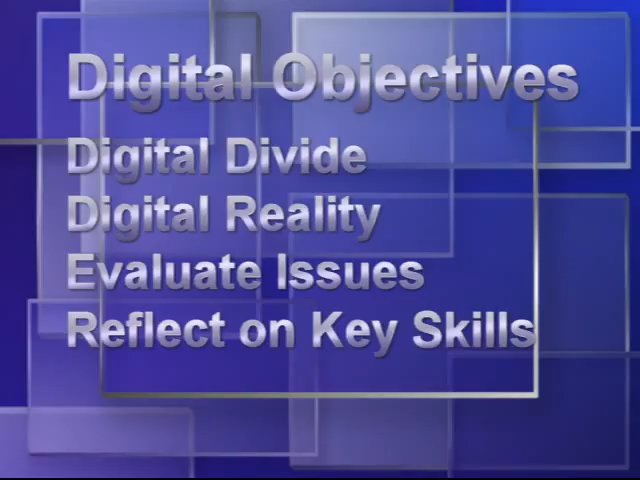 Digital Objectives
Digital Divide
Digital Reality
Evaluate Issues
Reflect on Key Skills